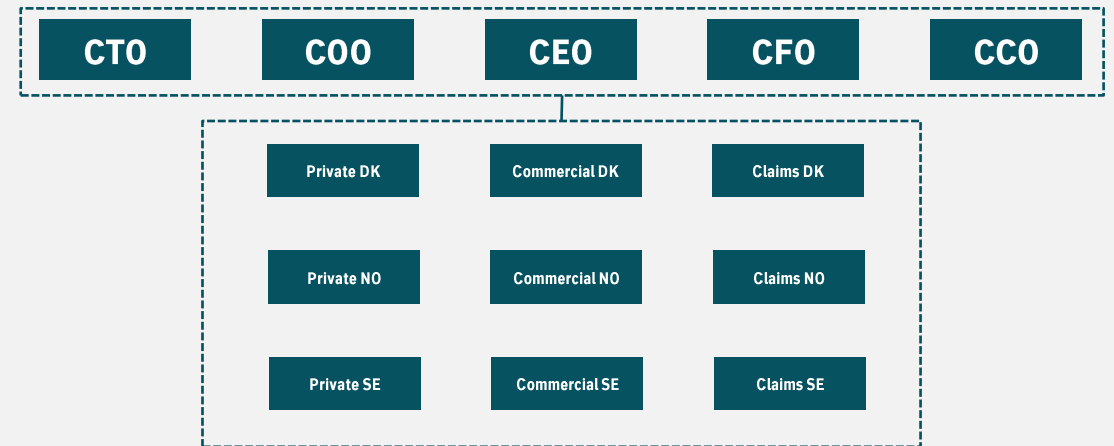 CTO
COO
CEO
CFO
CCO
Private DK
Commercial DK
Claims DK
Private NO
Commercial NO
Claims NO
Private SE
Commercial SE
Claims SE